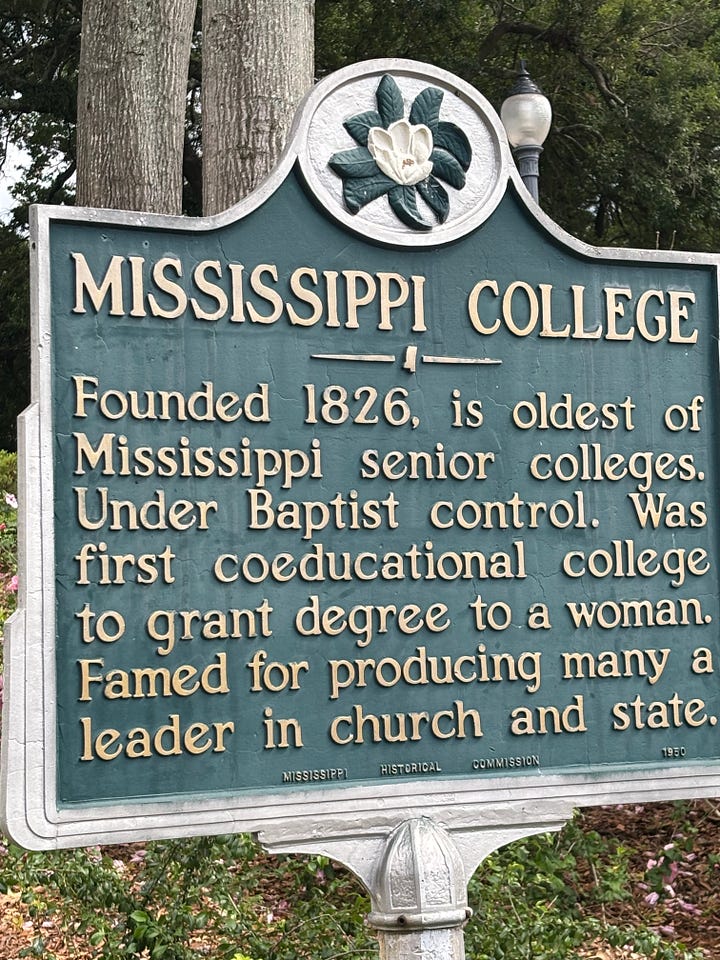 MISSISSIPPI COLLEGE
Founded 1826, is oldest of
Mississippi senior colleges.
Under Baptist control. Was
first coeducational college
to grant degree to a woman.
Famed for producing many a
leader in church and state.
MISSISSIPPI HISTORICAL COMMISSION 1950